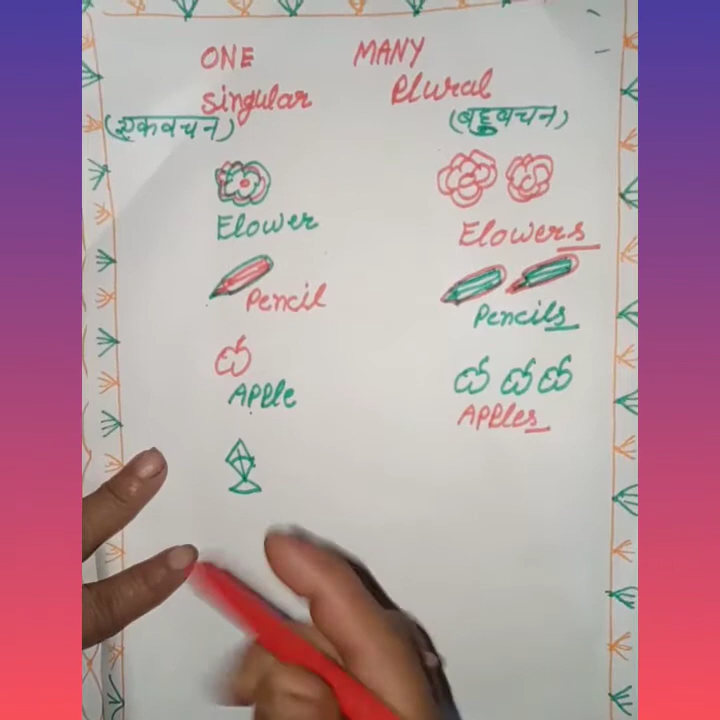 ONE MANY
Singular Plural
(एकवचन) (बहुवचन)
Flower Flowers
Pencil Pencils
Apple Apples